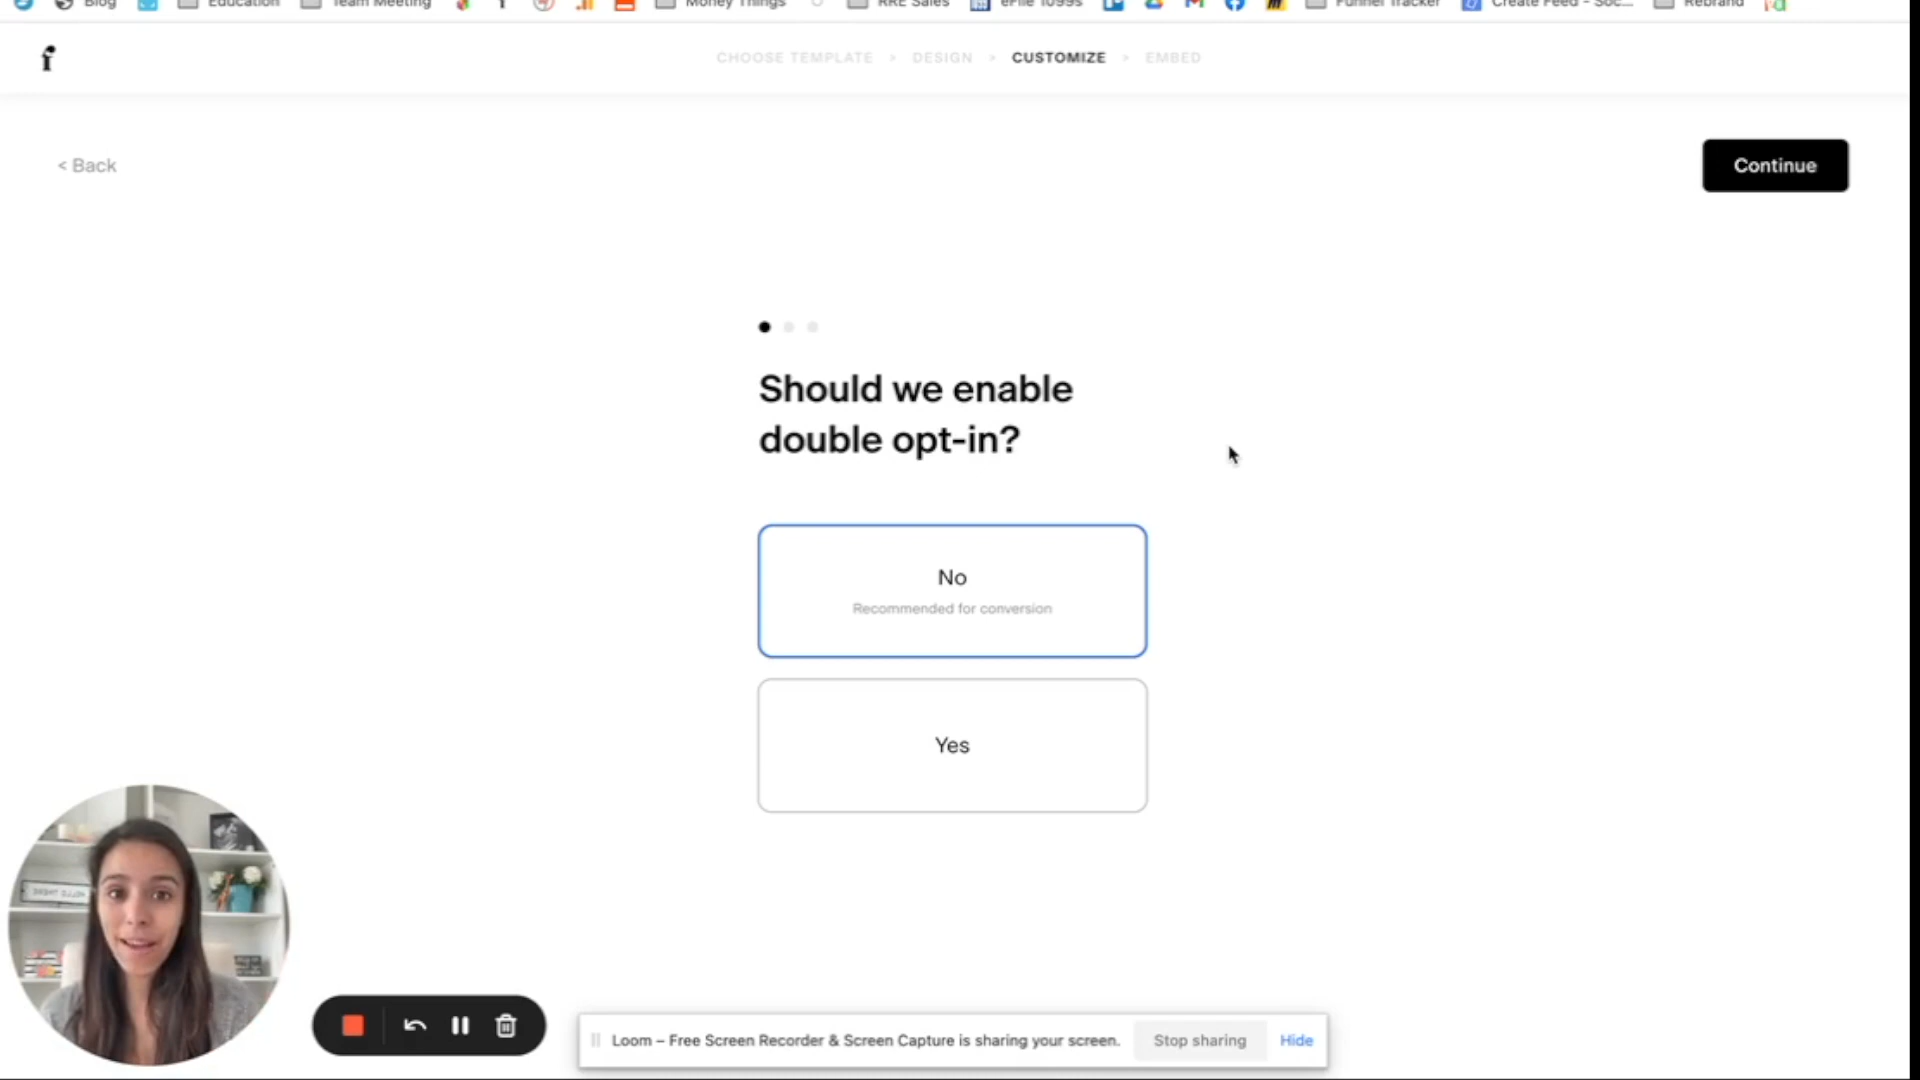 Blog Education Team Meeting Money Things RRE Sales eFile 1099s Funnel Tracker Create Feed - Soc... Rebrand
f CHOOSE TEMPLATE > DESIGN > CUSTOMIZE > EMBED
< Back
Continue
Should we enable
double opt-in?
No
Recommended for conversion
Yes
Loom – Free Screen Recorder & Screen Capture is sharing your screen. Stop sharing Hide